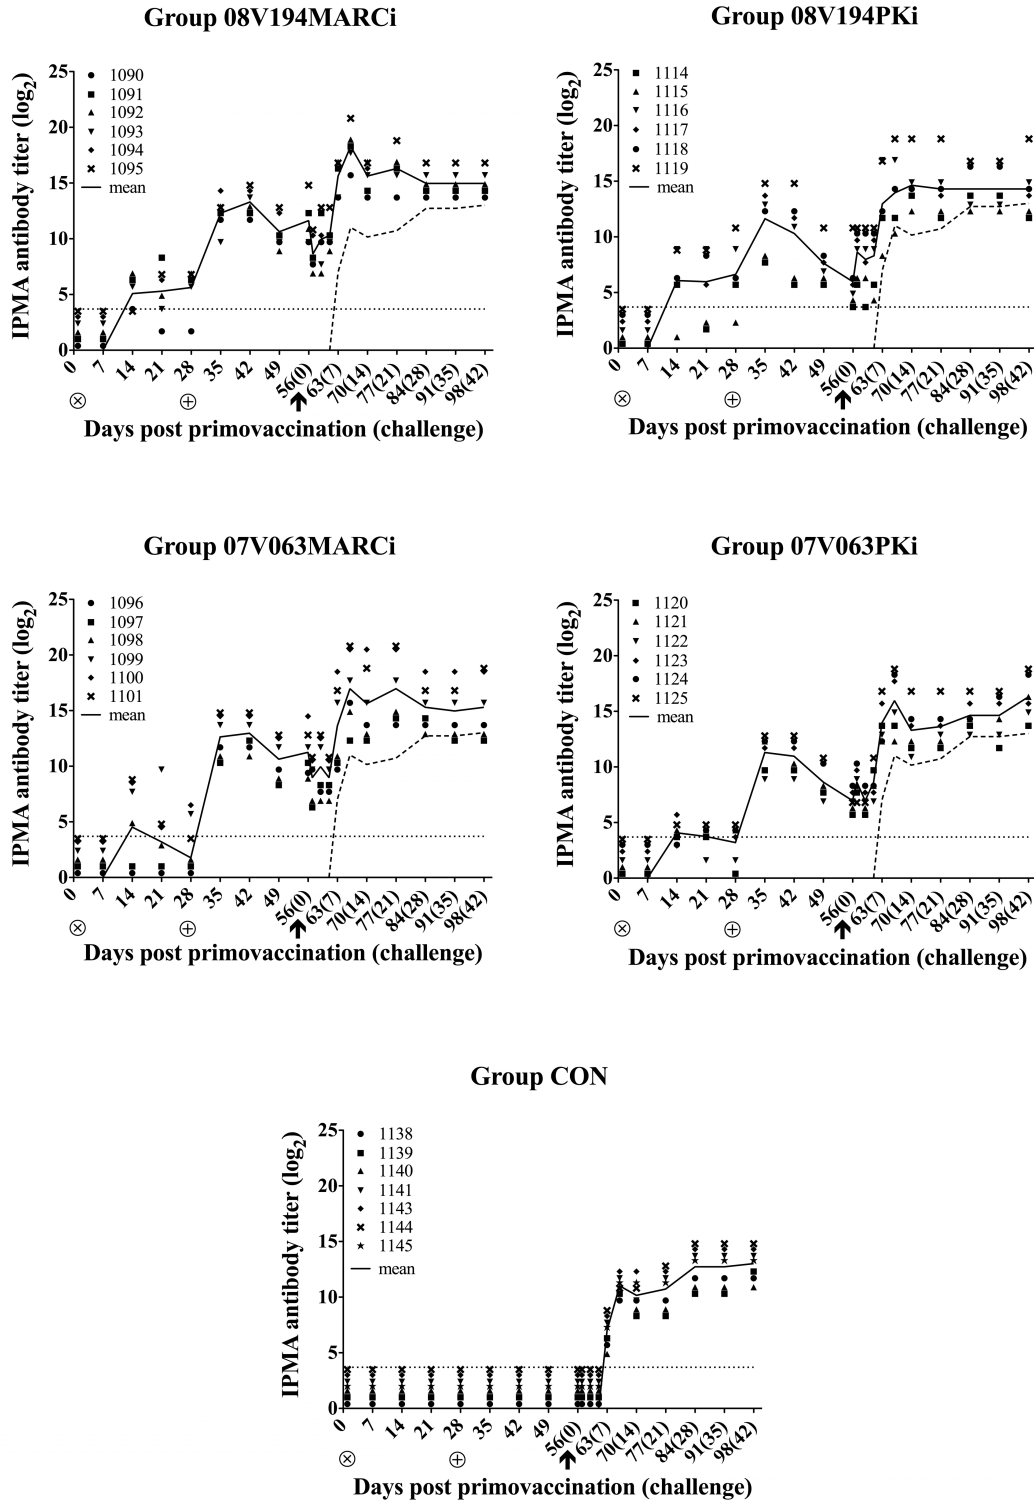 Group 08V194MARCi
IPMA antibody titer (log2)
25
20
15
10
5
0
1090
1091
1092
1093
1094
1095
mean
0 7 14 21 28 35 42 49 56(0) 63(7) 70(14) 77(21) 84(28) 91(35) 98(42)
Days post primovaccination (challenge)
Group 08V194PKi
IPMA antibody titer (log2)
25
20
15
10
5
0
1114
1115
1116
1117
1118
1119
mean
0 7 14 21 28 35 42 49 56(0) 63(7) 70(14) 77(21) 84(28) 91(35) 98(42)
Days post primovaccination (challenge)
Group 07V063MARCi
IPMA antibody titer (log2)
25
20
15
10
5
0
1096
1097
1098
1099
1100
1101
mean
0 7 14 21 28 35 42 49 56(0) 63(7) 70(14) 77(21) 84(28) 91(35) 98(42)
Days post primovaccination (challenge)
Group 07V063PKi
IPMA antibody titer (log2)
25
20
15
10
5
0
1120
1121
1122
1123
1124
1125
mean
0 7 14 21 28 35 42 49 56(0) 63(7) 70(14) 77(21) 84(28) 91(35) 98(42)
Days post primovaccination (challenge)
Group CON
IPMA antibody titer (log2)
25
20
15
10
5
0
1138
1139
1140
1141
1143
1144
1145
mean
0 7 14 21 28 35 42 49 56(0) 63(7) 70(14) 77(21) 84(28) 91(35) 98(42)
Days post primovaccination (challenge)